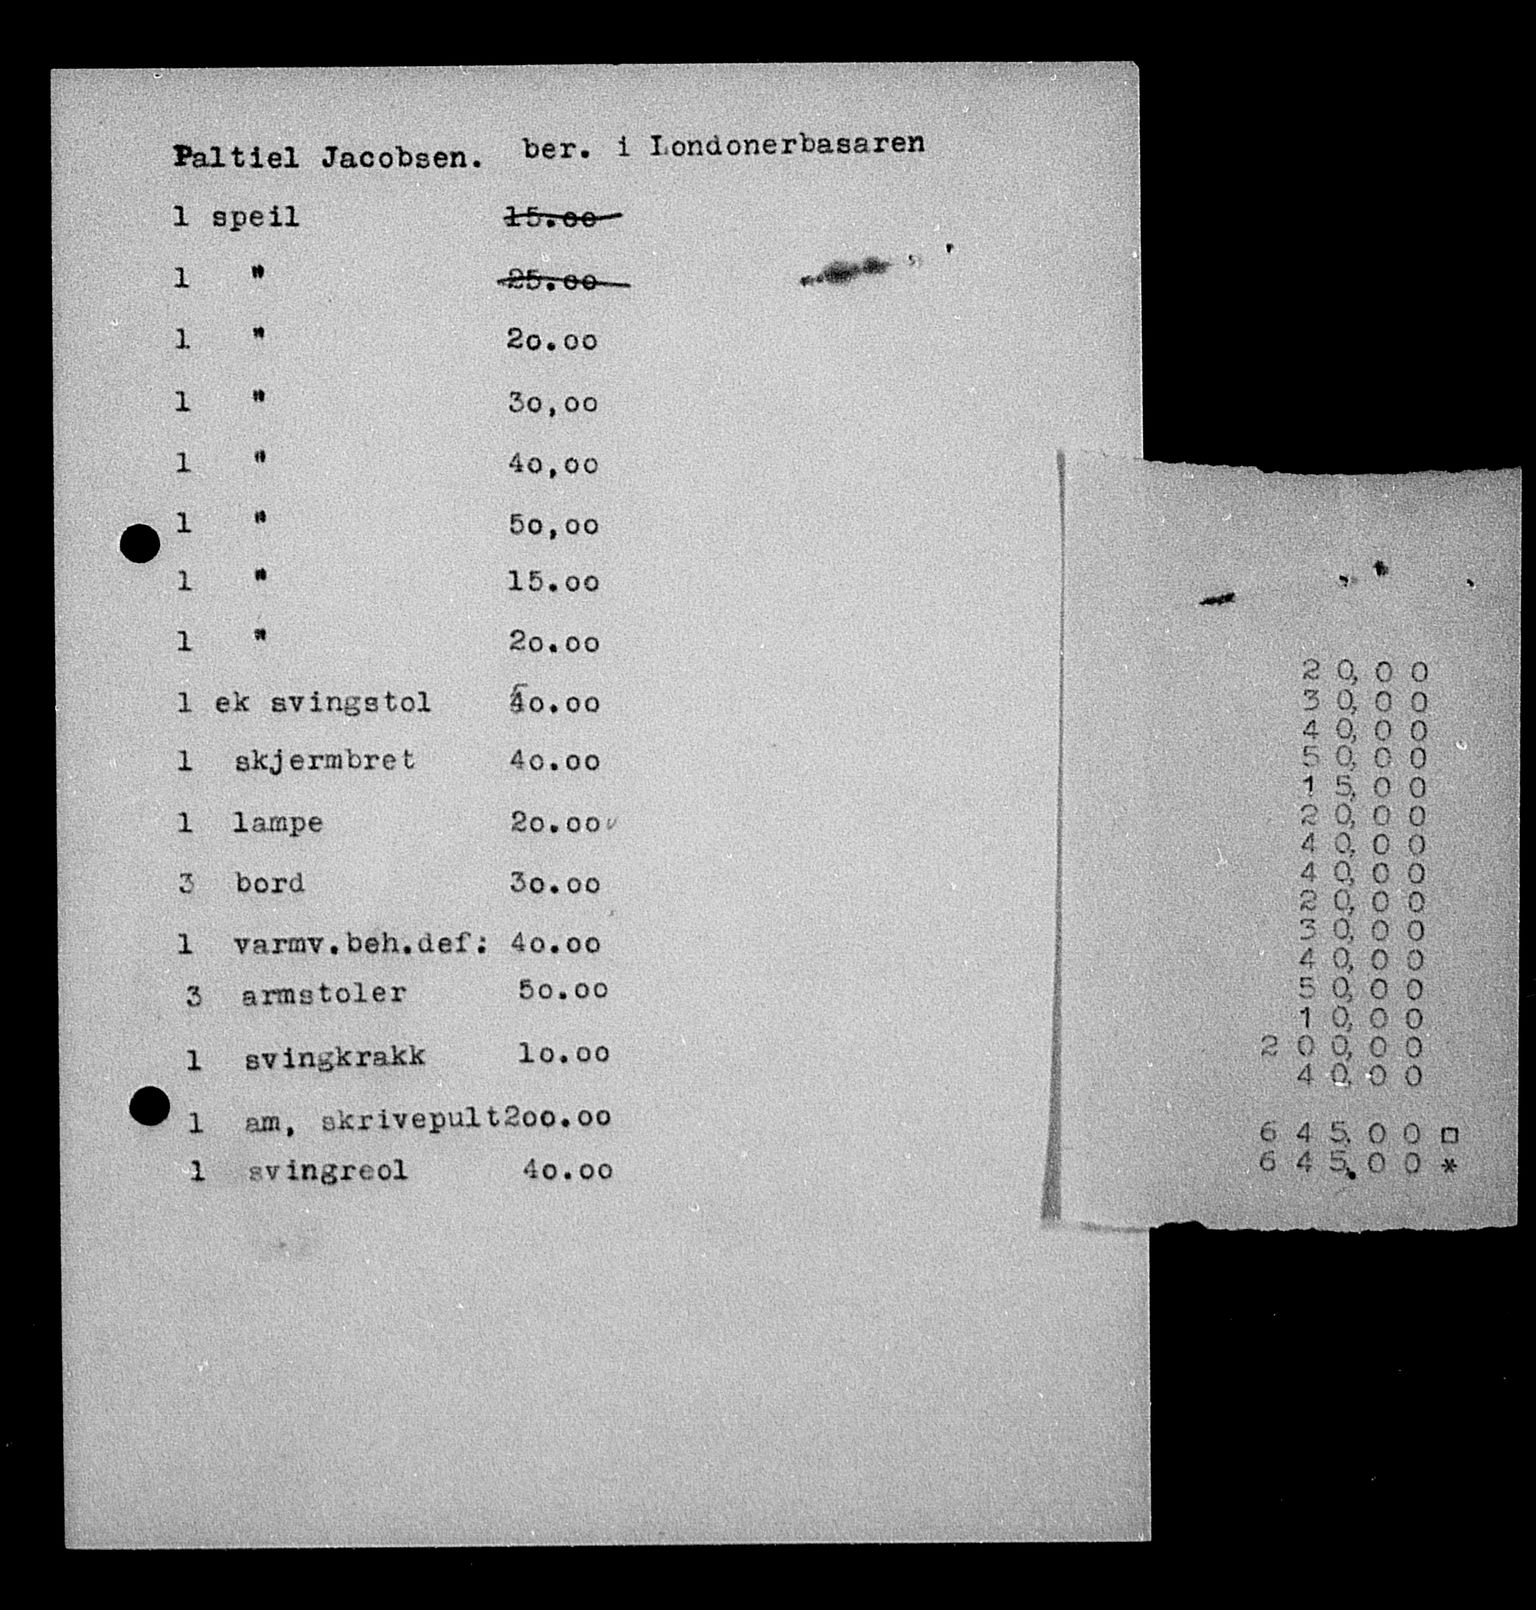 Paltiel Jacobsen. ber. i Londonerbasaren
1 speil 15.00
1 " 25.00
1 " 20.00
1 " 30,00
1 " 40,00
1 " 50,00
1 " 15.00
1 " 20.00
1 ek svingstol 40.00
1 skjermbret 40.00
1 lampe 20.00
3 bord 30.00
1 varmv.beh.def: 40.00
3 armstoler 50.00
1 svingkrakk 10.00
1 am, skrivepult200.00
1 svingreol 40.00
20,00
30,00
40,00
50,00
15,00
20,00
40,00
40,00
20,00
30,00
40,00
50,00
10,00
200,00
40,00
645,00 □
645,00 *